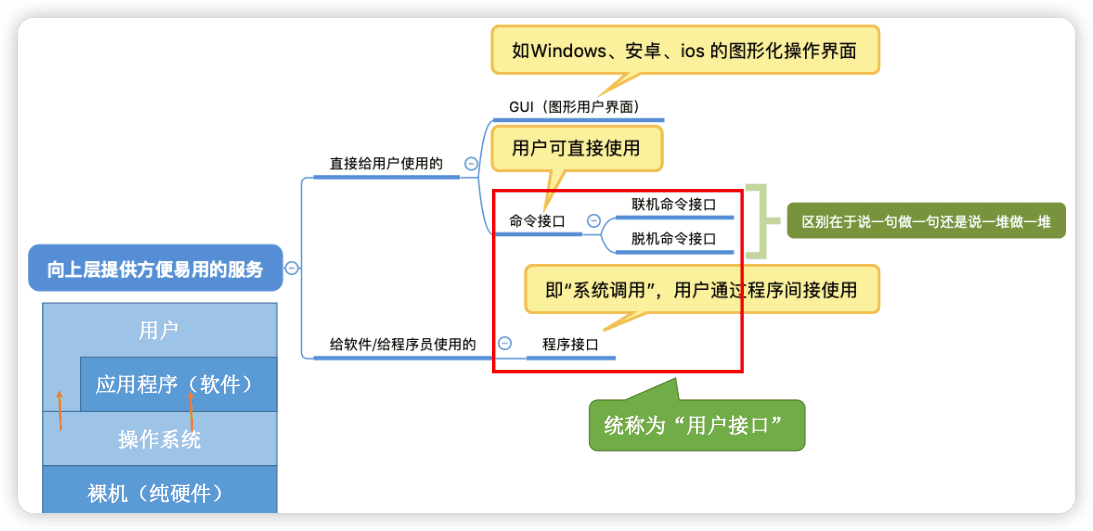 如Windows、安卓、ios 的图形化操作界面
GUI（图形用户界面）
用户可直接使用
直接给用户使用的
联机命令接口
命令接口
区别在于说一句做一句还是说一堆做一堆
脱机命令接口
向上层提供方便易用的服务
即“系统调用”，用户通过程序间接使用
用户
给软件/给程序员使用的
程序接口
应用程序（软件）
统称为“用户接口”
操作系统
裸机（纯硬件）